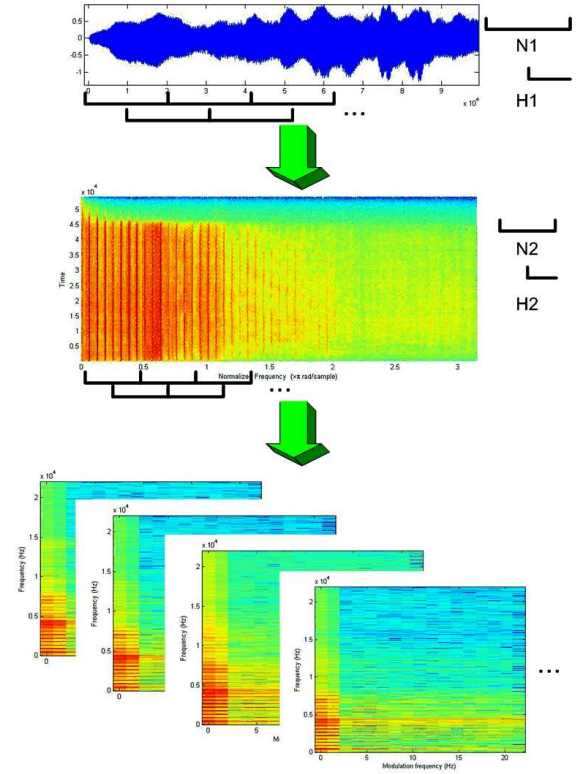 0.5
0
-0.5
-1
0 1 2 3 4 5 6 7 8 9
x 10^4
N1
H1
...
x 10^4
5
4.5
4
3.5
3
2.5
2
1.5
1
0.5
Time
0 0.5 1 1.5 2 2.5 3
Normalized Frequency (×π rad/sample)
N2
H2
...
x 10^4
2
1.5
1
0.5
0
Frequency (Hz)
0
x 10^4
2
1.5
1
0.5
0
Frequency (Hz)
0
x 10^4
2
1.5
1
0.5
0
Frequency (Hz)
0 5
M
x 10^4
2
1.5
1
0.5
0
Frequency (Hz)
0 5 10 15 20
Modulation frequency (Hz)
...